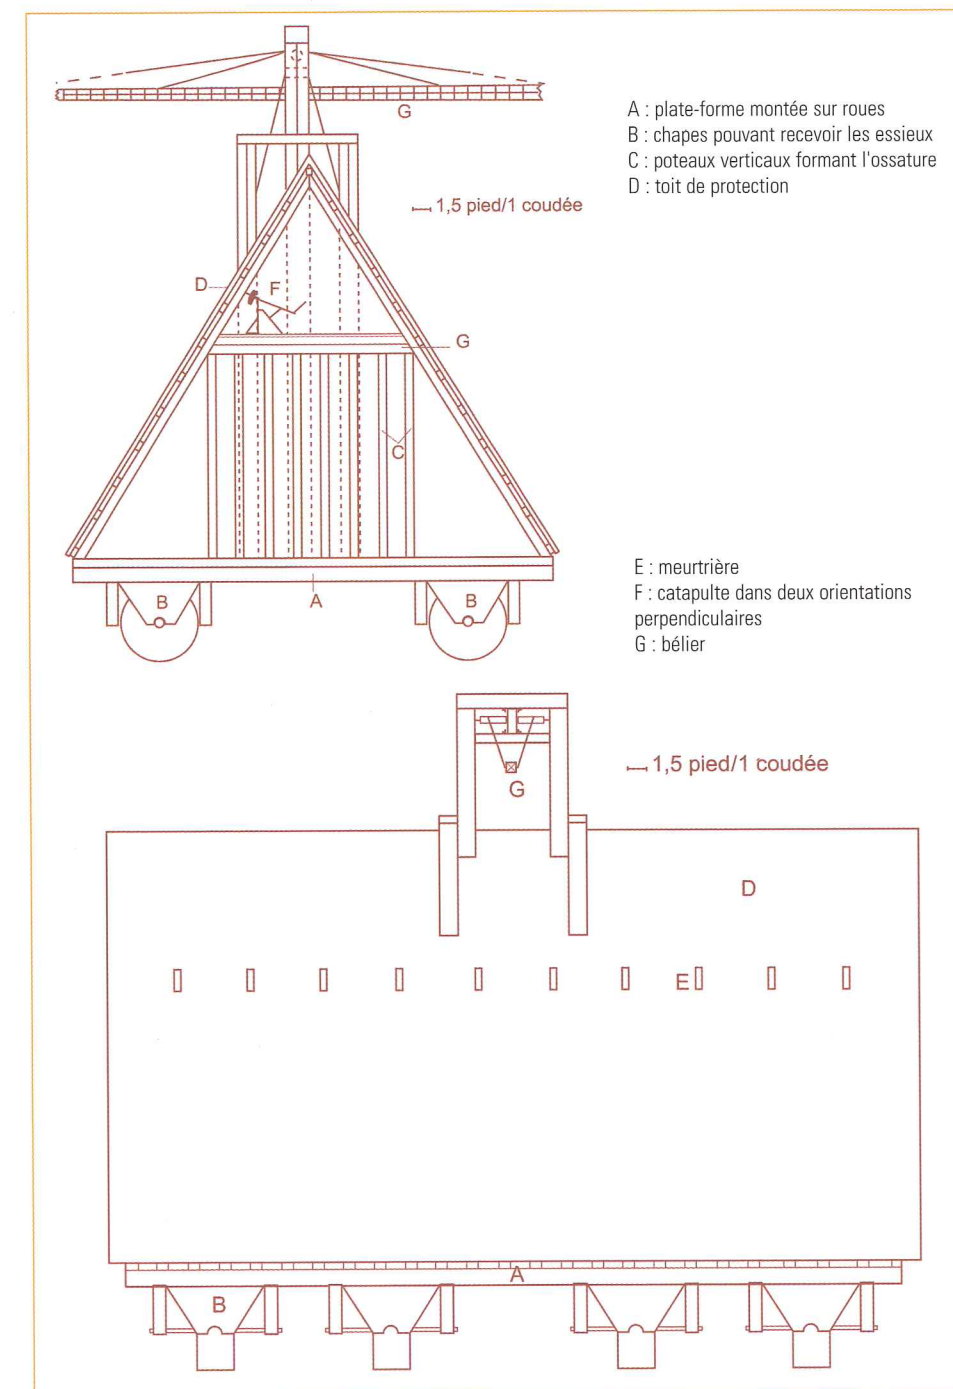 G
A : plate-forme montée sur roues
B : chapes pouvant recevoir les essieux
C : poteaux verticaux formant l'ossature
D : toit de protection
1,5 pied/1 coudée
D
F
G
C
E : meurtrière
F : catapulte dans deux orientations
perpendiculaires
G : bélier
B
A
B
1,5 pied/1 coudée
G
D
E
A
B